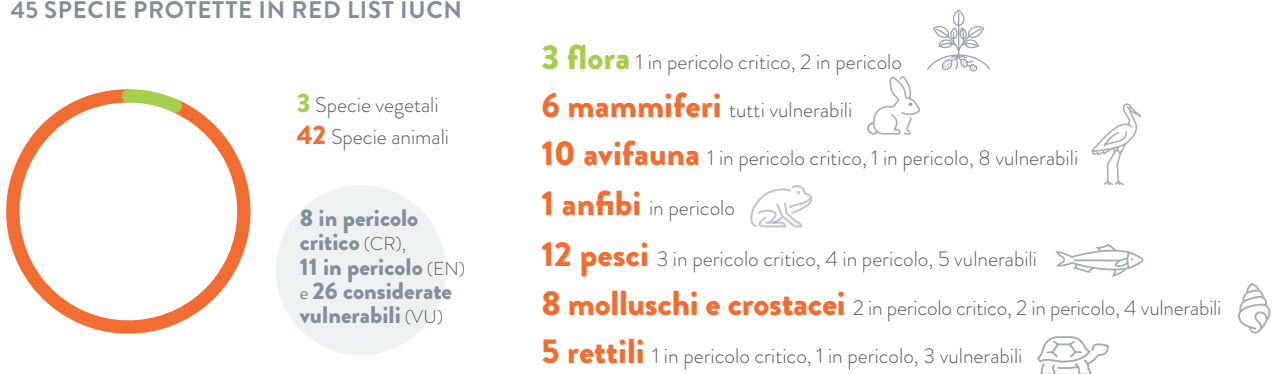 45 SPECIE PROTETTE IN RED LIST IUCN
3 Specie vegetali
42 Specie animali
8 in pericolo
critico (CR),
11 in pericolo (EN)
e 26 considerate
vulnerabili (VU)
3 flora 1 in pericolo critico, 2 in pericolo
6 mammiferi tutti vulnerabili
10 avifauna 1 in pericolo critico, 1 in pericolo, 8 vulnerabili
1 anfibi in pericolo
12 pesci 3 in pericolo critico, 4 in pericolo, 5 vulnerabili
8 molluschi e crostacei 2 in pericolo critico, 2 in pericolo, 4 vulnerabili
5 rettili 1 in pericolo critico, 1 in pericolo, 3 vulnerabili